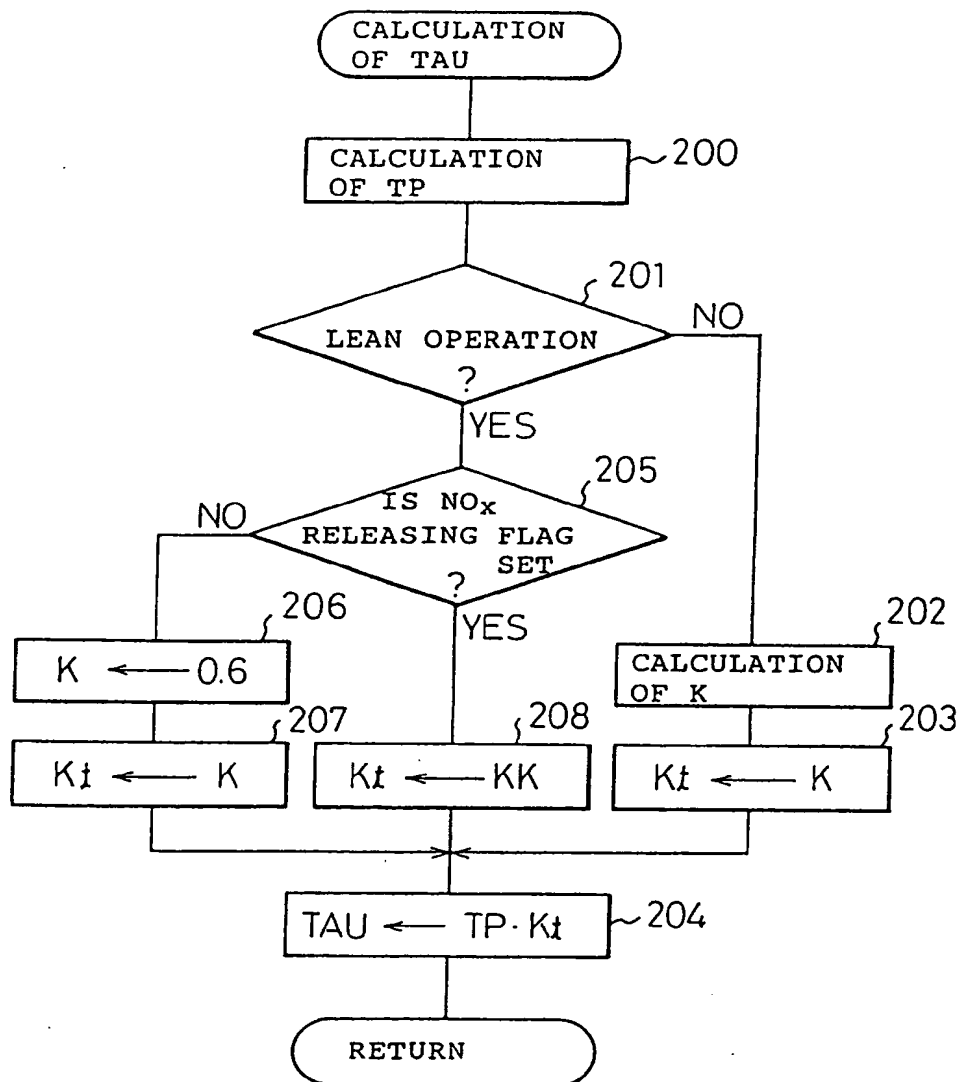 CALCULATION
OF TAU
CALCULATION
OF TP
200
201
LEAN OPERATION
?
NO
YES
205
IS NOx
RELEASING FLAG
SET
?
NO
YES
206
K ← 0.6
202
CALCULATION
OF K
207
Kt ← K
208
Kt ← KK
203
Kt ← K
TAU ← TP·Kt
204
RETURN